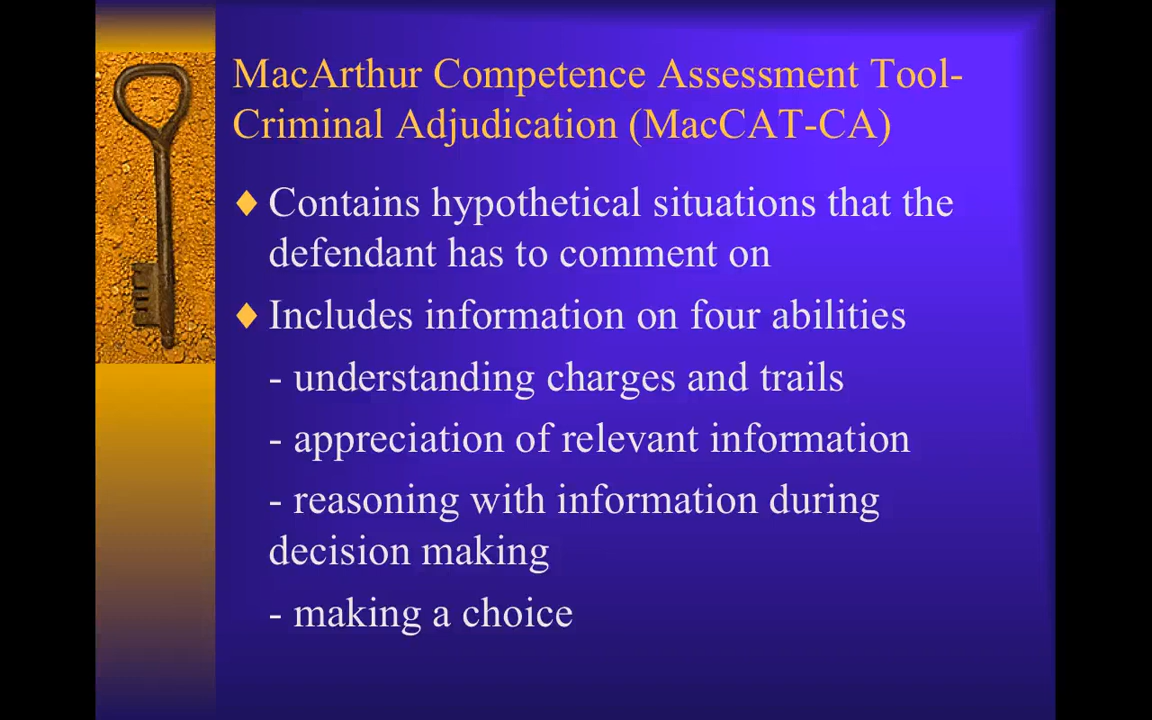 MacArthur Competence Assessment Tool-
Criminal Adjudication (MacCAT-CA)
♦ Contains hypothetical situations that the
defendant has to comment on
♦ Includes information on four abilities
- understanding charges and trails
- appreciation of relevant information
- reasoning with information during
decision making
- making a choice